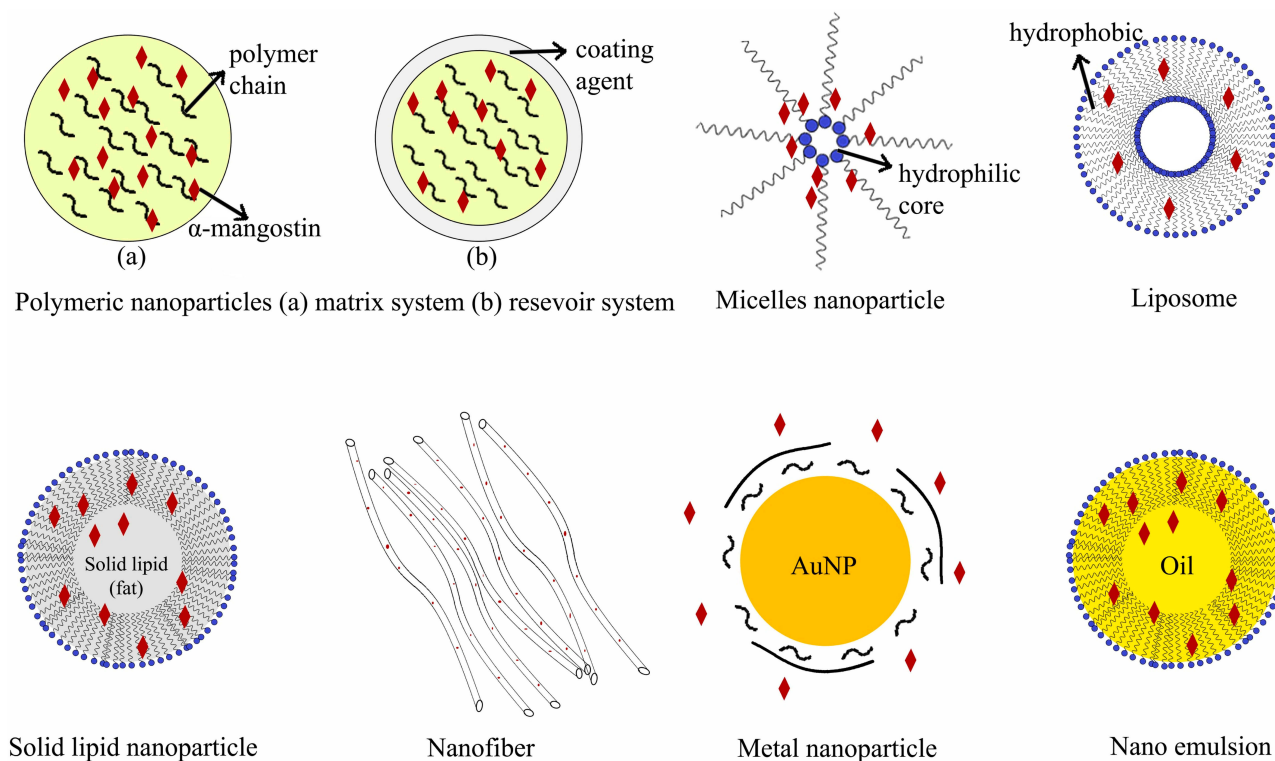 polymer
chain
α-mangostin
(a)
coating
agent
(b)
Polymeric nanoparticles (a) matrix system (b) resevoir system
hydrophilic
core
Micelles nanoparticle
hydrophobic
Liposome
Solid lipid
(fat)
Solid lipid nanoparticle
Nanofiber
AuNP
Metal nanoparticle
Oil
Nano emulsion